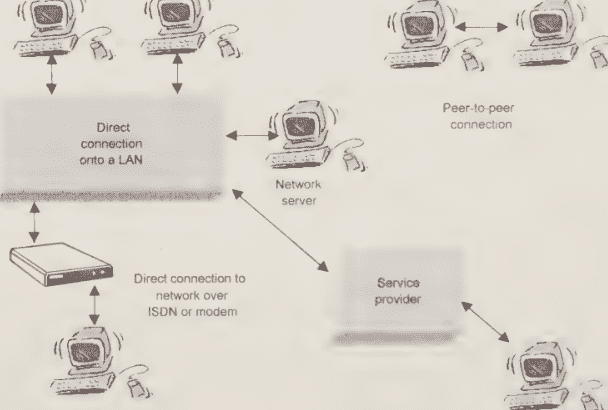 Peer-to-peer
connection
Direct
connection
onto a LAN
Network
server
Direct connection to
network over
ISDN or modem
Service
provider